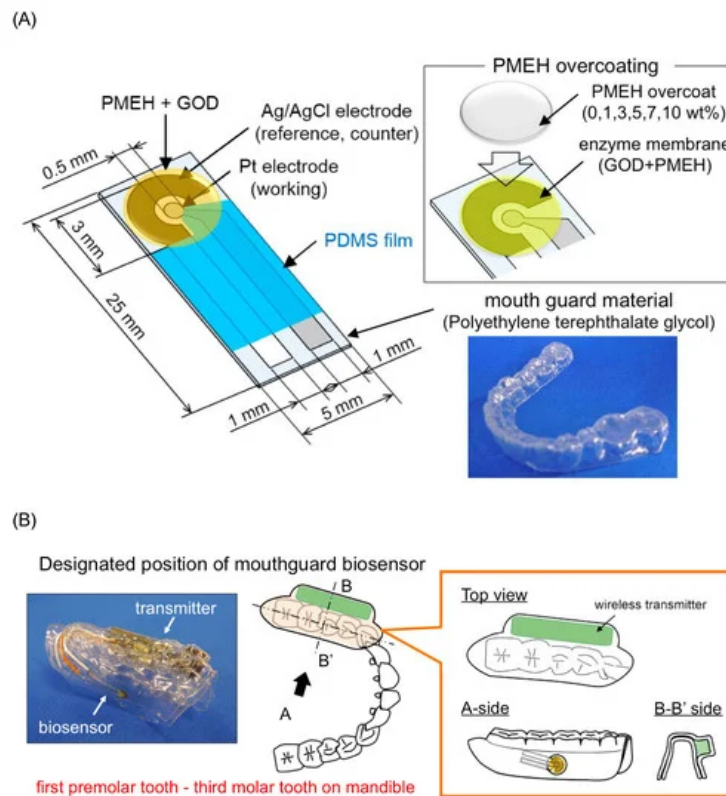 (A)
PMEH + GOD
Ag/AgCl electrode
(reference, counter)
Pt electrode
(working)
0.5 mm
3 mm
25 mm
PDMS film
1 mm
5 mm
1 mm
PMEH overcoating
PMEH overcoat
(0,1,3,5,7,10 wt%)
enzyme membrane
(GOD+PMEH)
mouth guard material
(Polyethylene terephthalate glycol)
(B)
Designated position of mouthguard biosensor
transmitter
biosensor
B
B'
A
first premolar tooth - third molar tooth on mandible
Top view
wireless transmitter
A-side
B-B' side